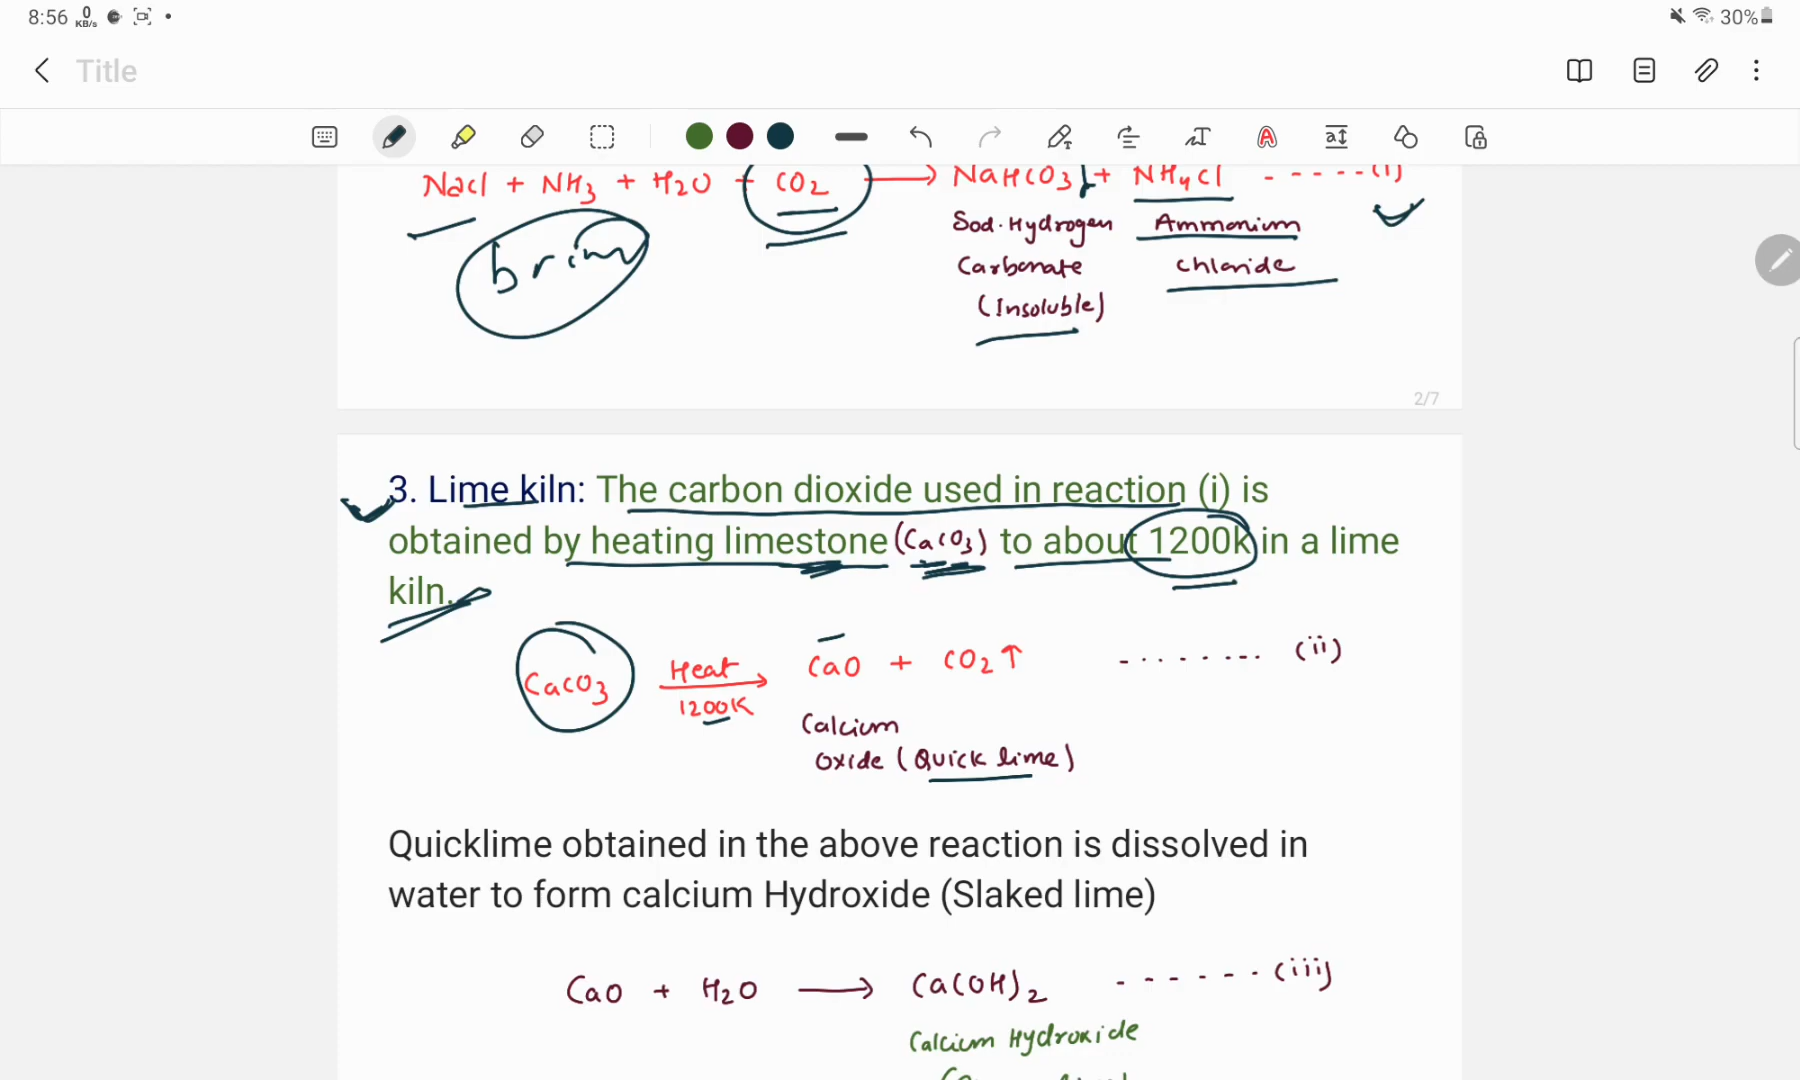 8:56 0 KB/s 30%
Title
NaCl + NH3 + H2O + CO2 → NaHCO3↓ + NH4Cl - - - - - (i)
Sod. Hydrogen Ammonium
Carbonate Chloride
brine
(Insoluble)
2/7
3. Lime kiln: The carbon dioxide used in reaction (i) is
obtained by heating limestone (CaCO3) to about 1200k in a lime
kiln.
CaCO3 Heat 1200K → CaO + CO2↑ - - - - - - - - (ii)
Calcium
Oxide (Quick lime)
Quicklime obtained in the above reaction is dissolved in
water to form calcium Hydroxide (Slaked lime)
CaO + H2O → Ca(OH)2 - - - - - - (iii)
Calcium Hydroxide